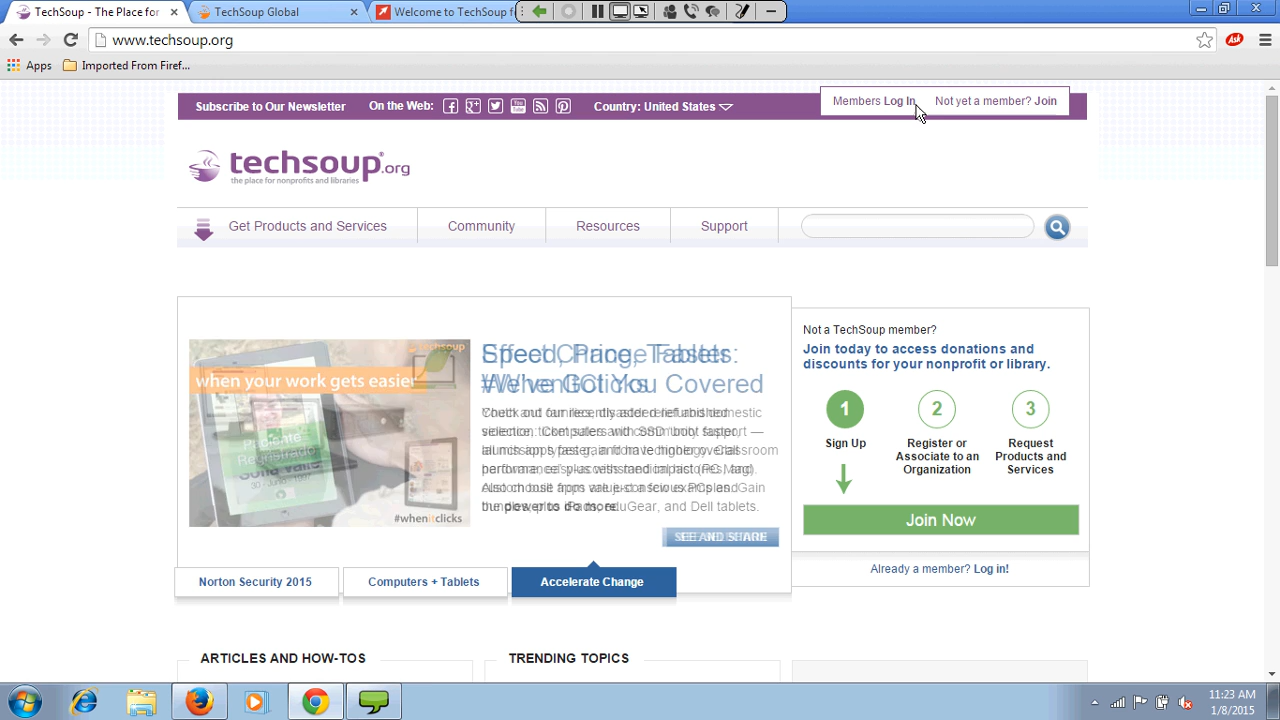 TechSoup - The Place for
TechSoup Global
Welcome to TechSoup f
www.techsoup.org
Ask
Apps
Imported From Firef...
Subscribe to Our Newsletter
On the Web:
Country: United States
Members Log In
Not yet a member? Join
techsoup.org
the place for nonprofits and libraries
Get Products and Services
Community
Resources
Support
techsoup
when your work gets easier
#whenitclicks
Not a TechSoup member?
Join today to access donations and
discounts for your nonprofit or library.
1
2
3
Sign Up
Register or
Associate to an
Organization
Request
Products and
Services
Join Now
Already a member? Log in!
Norton Security 2015
Computers + Tablets
Accelerate Change
ARTICLES AND HOW-TOS
TRENDING TOPICS
11:23 AM
1/8/2015